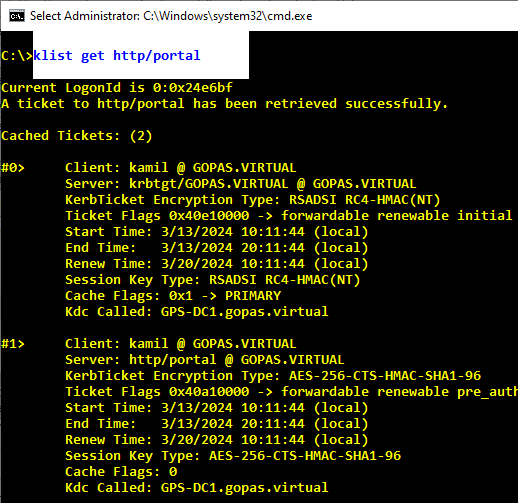 Select Administrator: C:\Windows\system32\cmd.exe
C:\>klist get http/portal
Current LogonId is 0:0x24e6bf
A ticket to http/portal has been retrieved successfully.
Cached Tickets: (2)
#0>     Client: kamil @ GOPAS.VIRTUAL
        Server: krbtgt/GOPAS.VIRTUAL @ GOPAS.VIRTUAL
        KerbTicket Encryption Type: RSADSI RC4-HMAC(NT)
        Ticket Flags 0x40e10000 -> forwardable renewable initial
        Start Time: 3/13/2024 10:11:44 (local)
        End Time:   3/13/2024 20:11:44 (local)
        Renew Time: 3/20/2024 10:11:44 (local)
        Session Key Type: RSADSI RC4-HMAC(NT)
        Cache Flags: 0x1 -> PRIMARY
        Kdc Called: GPS-DC1.gopas.virtual
#1>     Client: kamil @ GOPAS.VIRTUAL
        Server: http/portal @ GOPAS.VIRTUAL
        KerbTicket Encryption Type: AES-256-CTS-HMAC-SHA1-96
        Ticket Flags 0x40a10000 -> forwardable renewable pre_auth
        Start Time: 3/13/2024 10:11:44 (local)
        End Time:   3/13/2024 20:11:44 (local)
        Renew Time: 3/20/2024 10:11:44 (local)
        Session Key Type: AES-256-CTS-HMAC-SHA1-96
        Cache Flags: 0
        Kdc Called: GPS-DC1.gopas.virtual